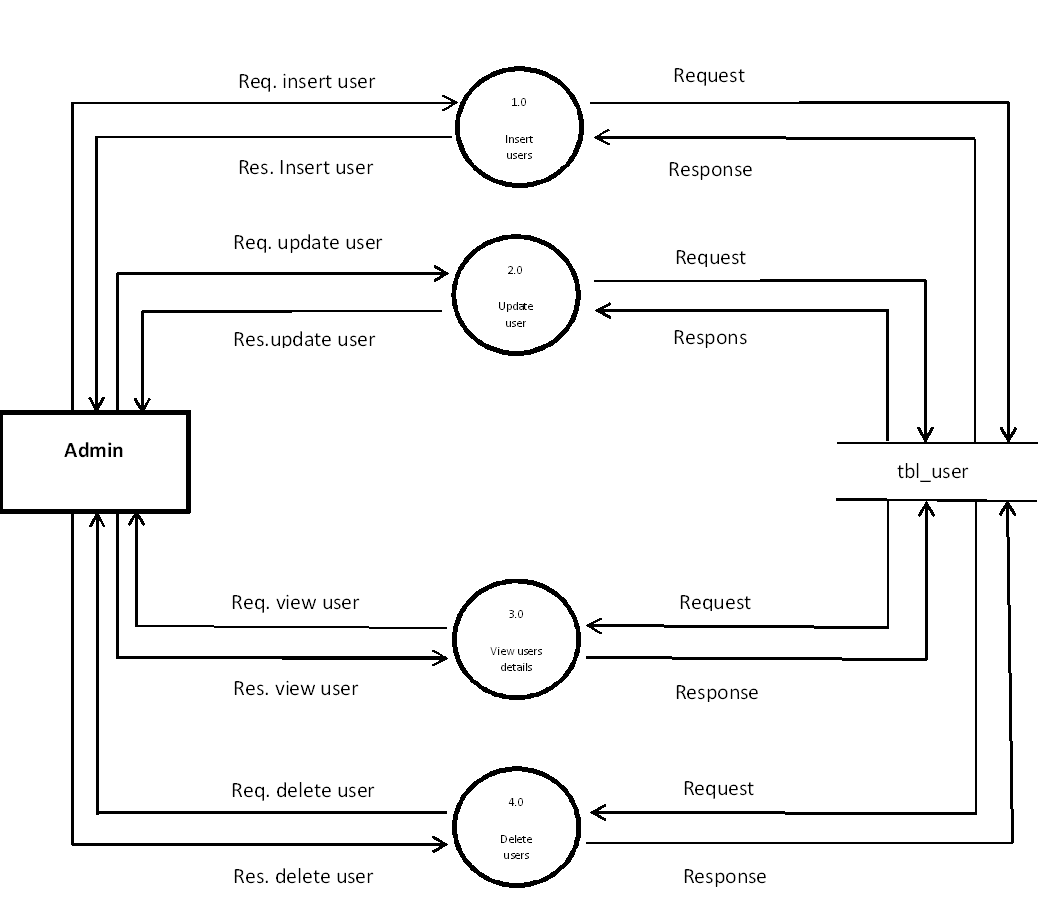 Req. insert user
Request
1.0
Insert
users
Res. Insert user
Response
Req. update user
Request
2.0
Update
user
Res.update user
Respons
Admin
tbl_user
Req. view user
Request
3.0
View users
details
Res. view user
Response
Req. delete user
Request
4.0
Delete
users
Res. delete user
Response